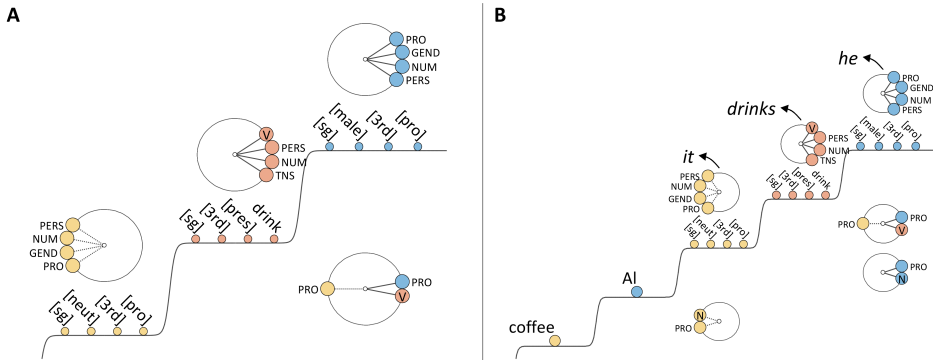 A
PRO
GEND
NUM
PERS
[sg]
[male]
[3rd]
[pro]
V
PERS
NUM
TNS
[sg]
[3rd]
[pres]
drink
PERS
NUM
GEND
PRO
[sg]
[neut]
[3rd]
[pro]
PRO
PRO
V
B
he
PRO
GEND
NUM
PERS
[sg]
[male]
[3rd]
[pro]
drinks
V
PERS
NUM
TNS
[sg]
[3rd]
[pres]
drink
it
PERS
NUM
GEND
PRO
[sg]
[neut]
[3rd]
[pro]
PRO
PRO
V
PRO
N
Al
N
PRO
coffee